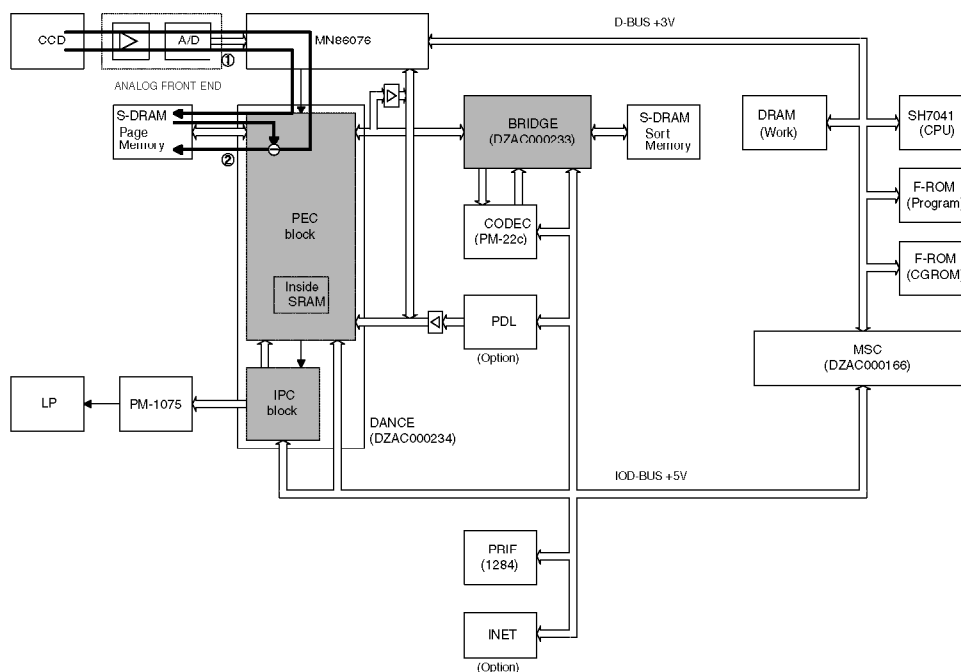 D-BUS +3V
CCD
A/D
MN86076
①
ANALOG FRONT END
S-DRAM
Page
Memory
②
BRIDGE
(DZAC000233)
S-DRAM
Sort
Memory
DRAM
(Work)
SH7041
(CPU)
F-ROM
(Program)
CODEC
(PM-22c)
PEC
block
F-ROM
(CGROM)
Inside
SRAM
PDL
(Option)
MSC
(DZAC000166)
LP
PM-1075
IPC
block
DANCE
(DZAC000234)
IOD-BUS +5V
PRIF
(1284)
INET
(Option)